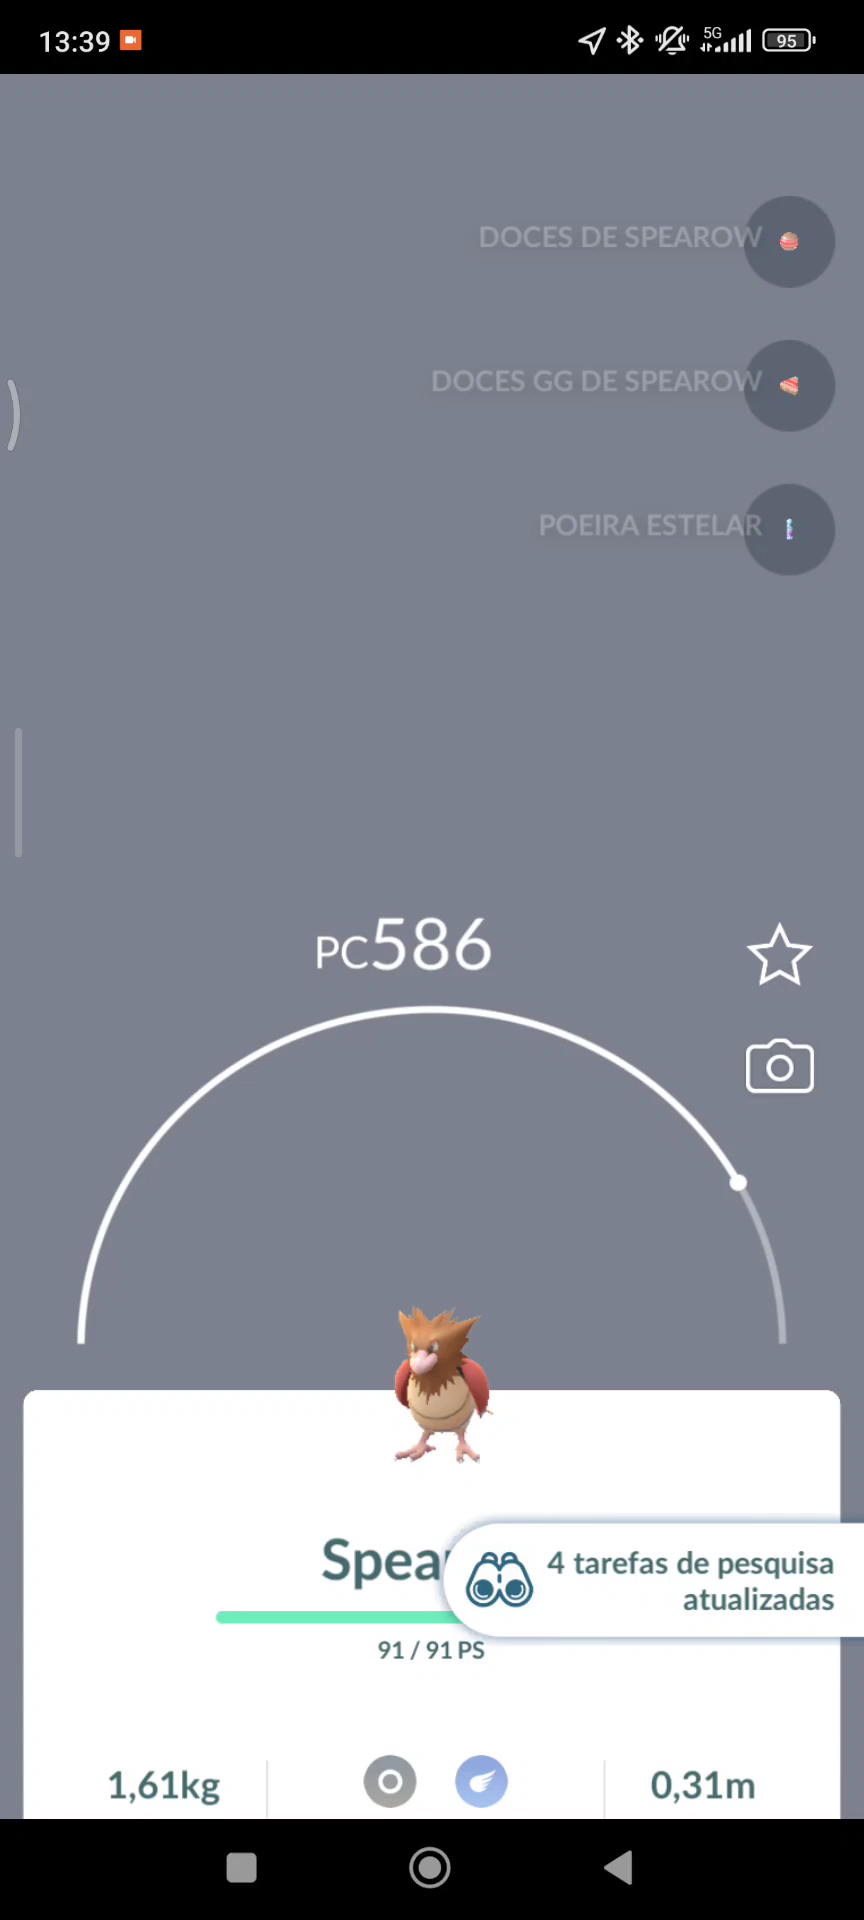 13:39
5G
95
DOCES DE SPEAROW
DOCES GG DE SPEAROW
POEIRA ESTELAR
PC586
4 tarefas de pesquisa
atualizadas
91 / 91 PS
1,61kg
0,31m